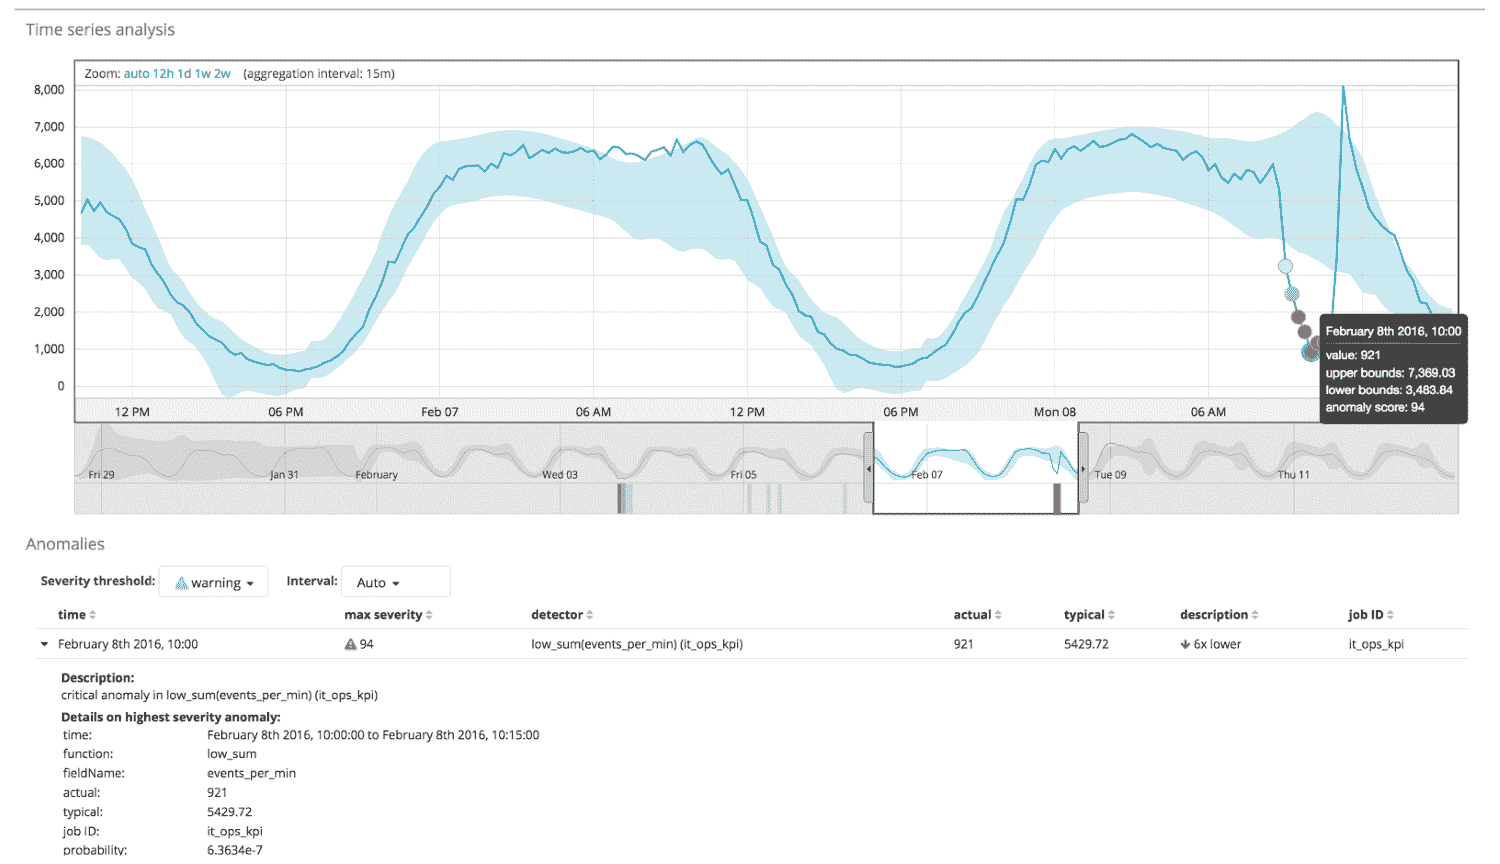 Time series analysis
Zoom: auto 12h 1d 1w 2w (aggregation interval: 15m)
8,000
7,000
6,000
5,000
4,000
3,000
2,000
1,000
0
February 8th 2016, 10:00
value: 921
upper bounds: 7,369.03
lower bounds: 3,483.84
anomaly score: 94
12 PM 06 PM Feb 07 06 AM 12 PM 06 PM Mon 08 06 AM
Fri 29 Jan 31 February Wed 03 Fri 05 Feb 07 Tue 09 Thu 11
Anomalies
Severity threshold: warning Interval: Auto
time max severity detector actual typical description job ID
February 8th 2016, 10:00 94 low_sum(events_per_min) (it_ops_kpi) 921 5429.72 6x lower it_ops_kpi
Description:
critical anomaly in low_sum(events_per_min) (it_ops_kpi)
Details on highest severity anomaly:
time: February 8th 2016, 10:00:00 to February 8th 2016, 10:15:00
function: low_sum
fieldName: events_per_min
actual: 921
typical: 5429.72
job ID: it_ops_kpi
probability: 6.3634e-7